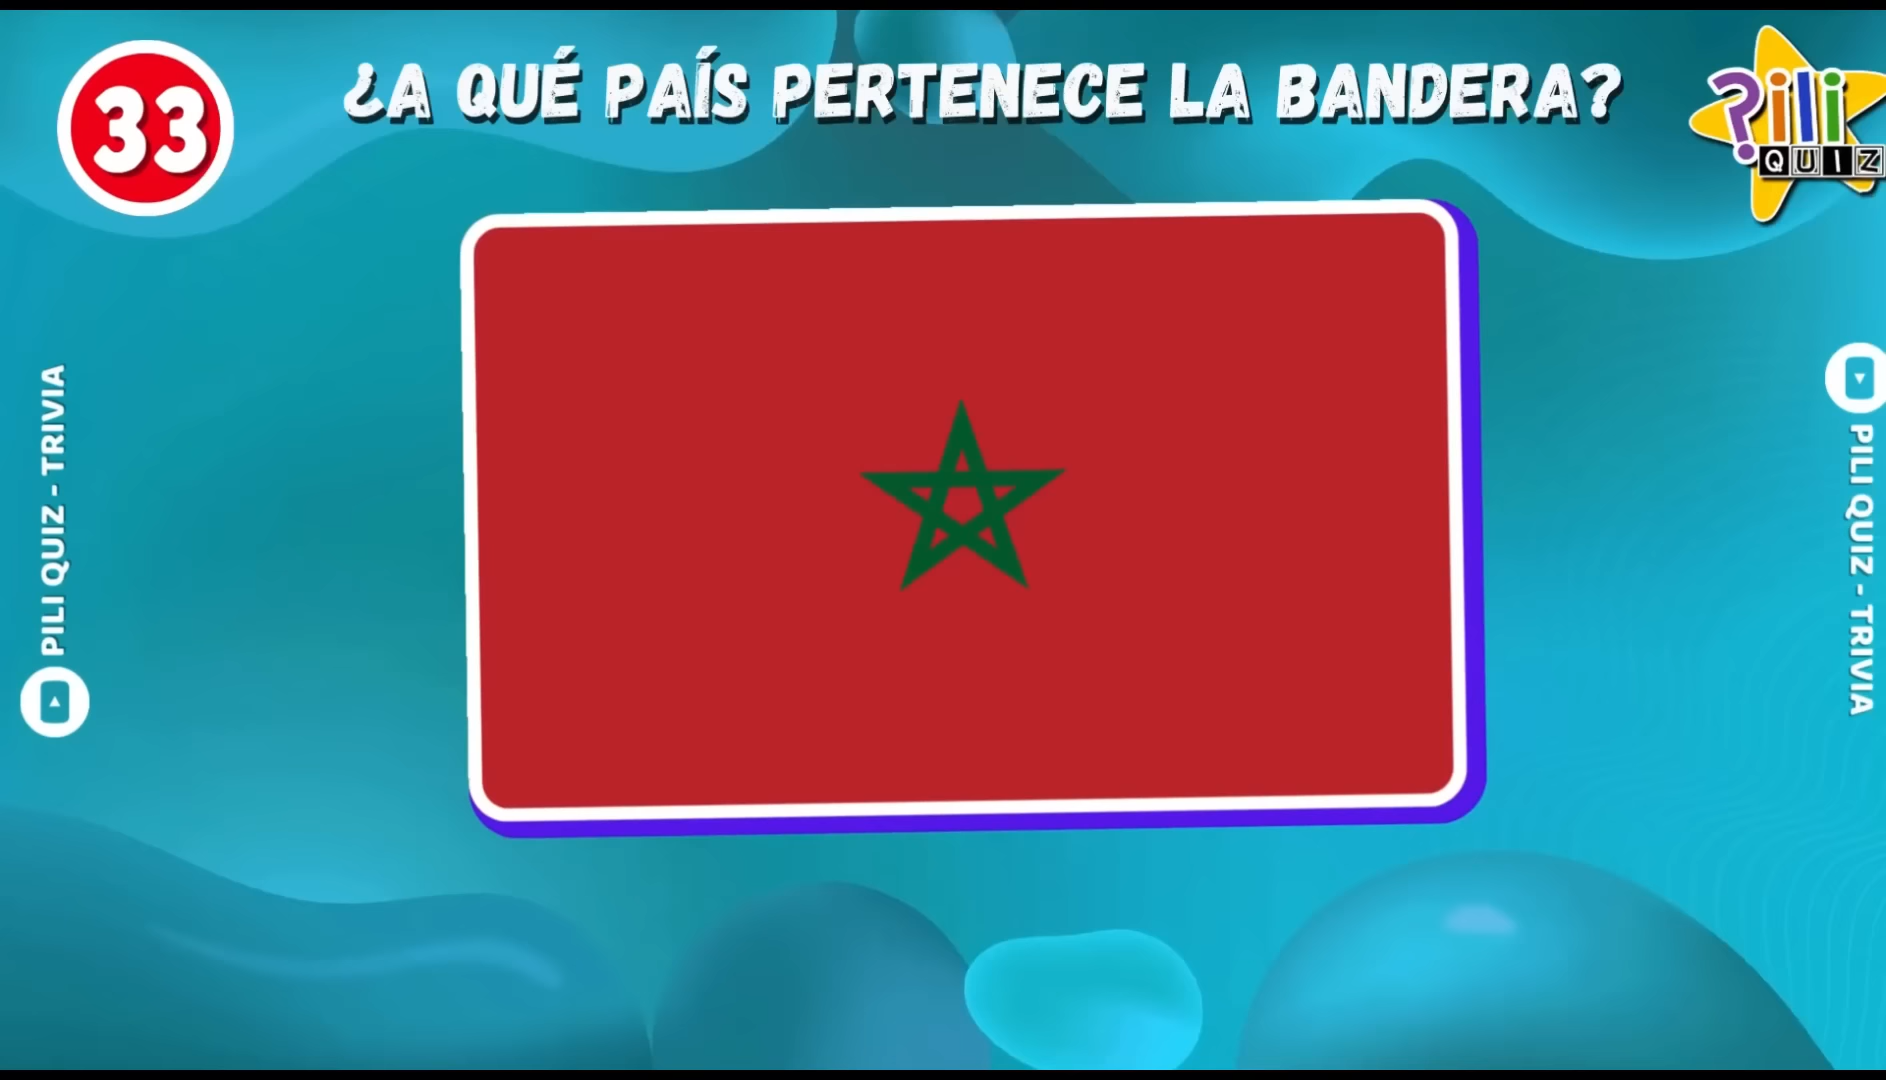 33
¿A QUÉ PAÍS PERTENECE LA BANDERA?
?ili
QUIZ
PILI QUIZ - TRIVIA
PILI QUIZ - TRIVIA